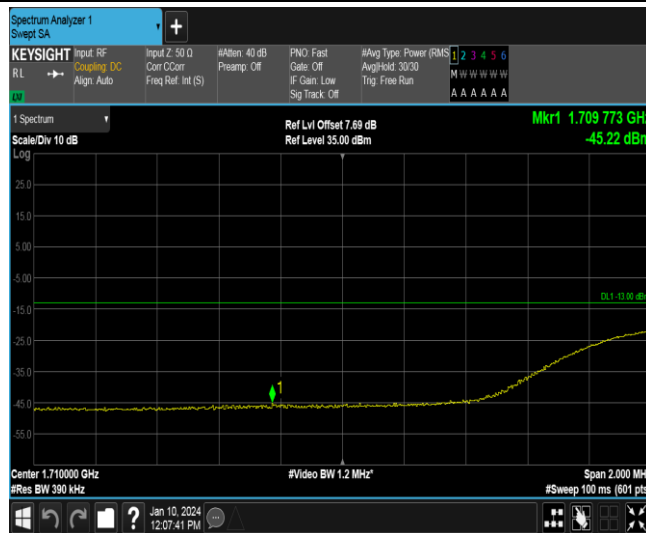 Spectrum Analyzer 1
Swept SA
+
KEYSIGHT
RL
Input: RF
Coupling: DC
Align: Auto
Input Z: 50 Ω
Corr CCorr
Freq Ref: Int (S)
#Atten: 40 dB
Preamp: Off
PNO: Fast
Gate: Off
IF Gain: Low
Sig Track: Off
#Avg Type: Power (RMS
Avg|Hold: 30/30
Trig: Free Run
1 2 3 4 5 6
M W W W W W
A A A A A A
1 Spectrum
Scale/Div 10 dB
Log
Ref Lvl Offset 7.69 dB
Ref Level 35.00 dBm
Mkr1 1.709 773 GHz
-45.22 dBm
25.0
15.0
5.00
-5.00
-15.0
-25.0
-35.0
-45.0
-55.0
DL1 -13.00 dBm
1
Center 1.710000 GHz
#Res BW 390 kHz
#Video BW 1.2 MHz*
Span 2.000 MHz
#Sweep 100 ms (601 pts)
?
Jan 10, 2024
12:07:41 PM